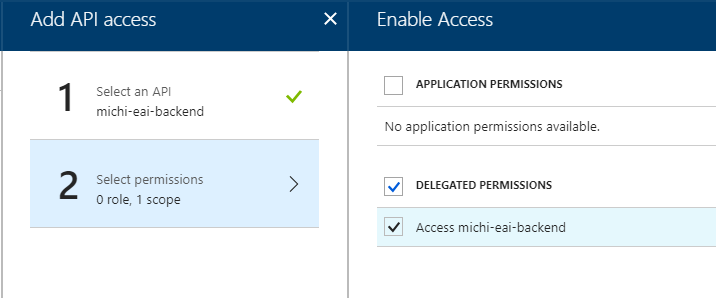 Add API access
1
Select an API
michi-eai-backend
2
Select permissions
0 role, 1 scope
Enable Access
APPLICATION PERMISSIONS
No application permissions available.
DELEGATED PERMISSIONS
Access michi-eai-backend